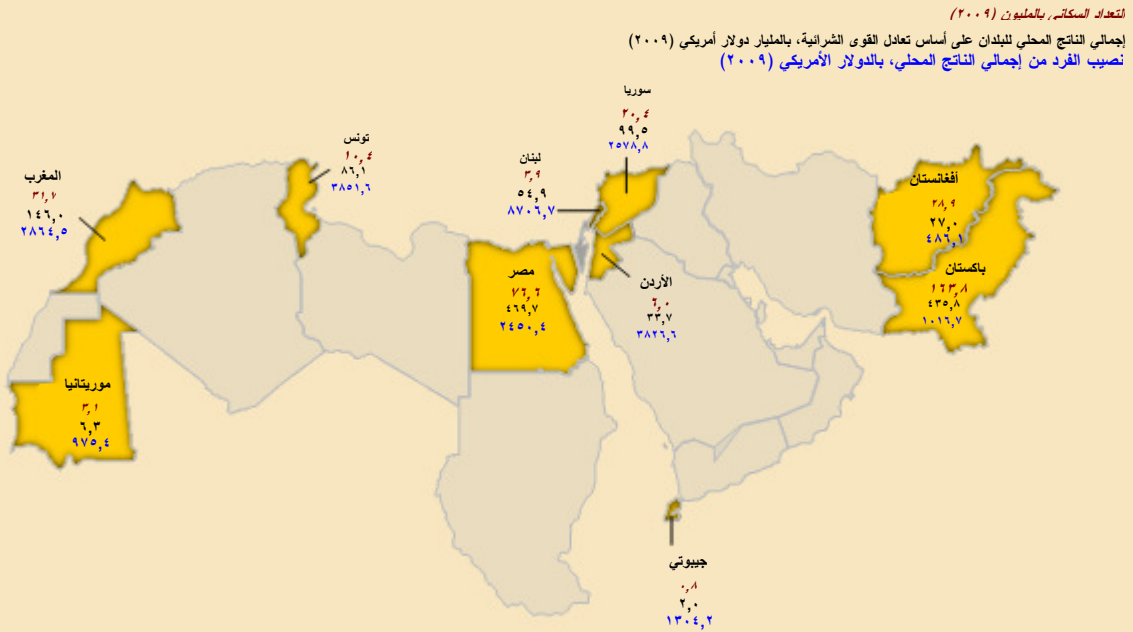 التعداد السكاني بالمليون (٢٠٠٩)
إجمالي الناتج المحلي للبلدان على أساس تعادل القوى الشرائية، بالمليار دولار أمريكي (٢٠٠٩)
نصيب الفرد من إجمالي الناتج المحلي، بالدولار الأمريكي (٢٠٠٩)
سوريا
٢٠,٤
٩٩,٥
٢٥٧٨,٨
تونس
١٠,٤
٨٦,١
٣٨٥١,٦
لبنان
٣,٩
٥٤,٩
٨٧٠٦,٧
المغرب
٣١,٧
١٤٦,٠
٢٨٦٤,٥
أفغانستان
٢٨,٩
٢٧,٠
٤٨٦,١
باكستان
١٦٣,٨
٤٣٥,٨
١٠١٦,٧
مصر
٧٦,٦
٤٦٩,٧
٢٤٥٠,٤
الأردن
٦,٠
٣٣,٧
٣٨٢٦,٦
موريتانيا
٣,١
٦,٣
٩٧٥,٤
جيبوتي
٠,٨
٢,٠
١٣٠٤,٢